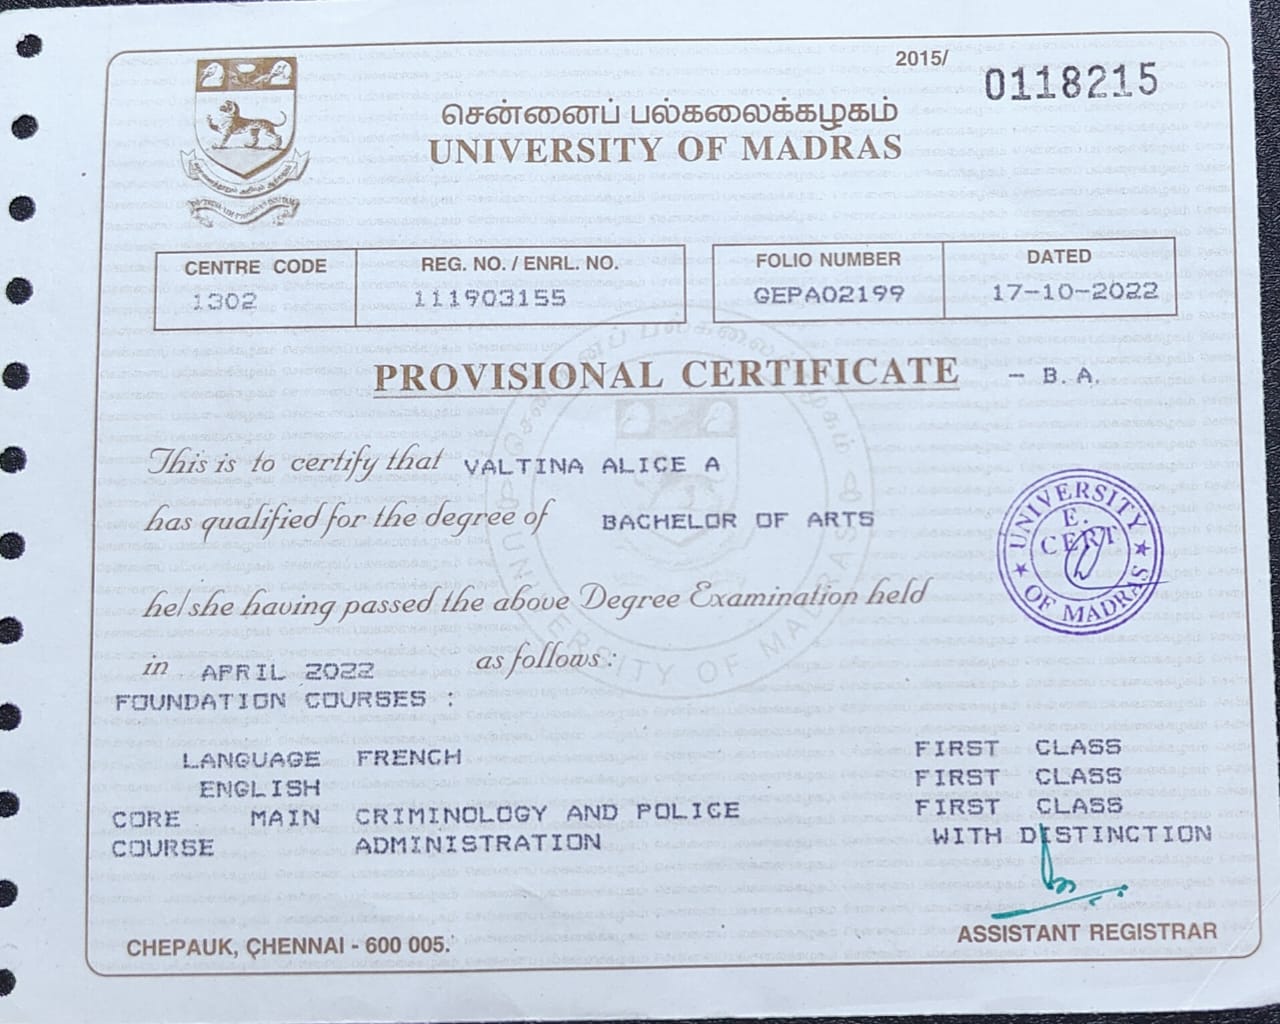 2015/ 0118215
சென்னைப் பல்கலைக்கழகம்
UNIVERSITY OF MADRAS
CENTRE CODE REG. NO. / ENRL. NO. FOLIO NUMBER DATED
1302 111903155 GEPA02199 17-10-2022
PROVISIONAL CERTIFICATE - B.A.
This is to certify that VALTINA ALICE A
has qualified for the degree of BACHELOR OF ARTS
UNIVERSITY OF MADRAS
E.
CERT
he/she having passed the above Degree Examination held
in APRIL 2022 as follows :
FOUNDATION COURSES :
LANGUAGE FRENCH FIRST CLASS
ENGLISH FIRST CLASS
CORE MAIN CRIMINOLOGY AND POLICE FIRST CLASS
COURSE ADMINISTRATION WITH DISTINCTION
CHEPAUK, CHENNAI - 600 005. ASSISTANT REGISTRAR
UNIVERSITY OF MADRAS